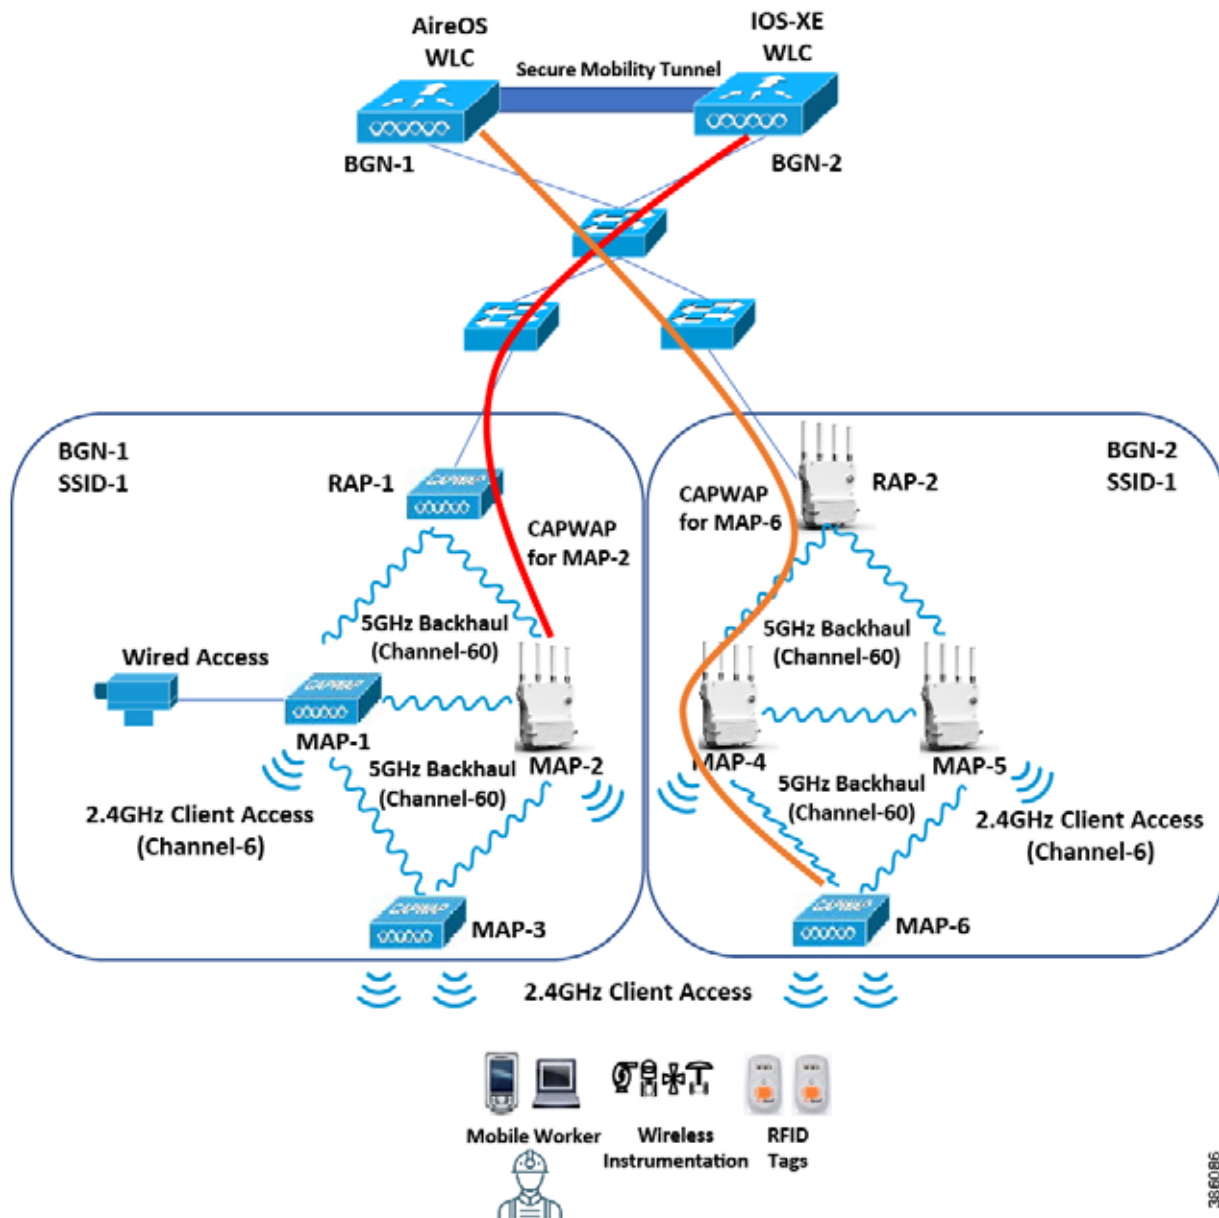 AireOS
WLC
IOS-XE
WLC
Secure Mobility Tunnel
BGN-1
BGN-2
BGN-1
SSID-1
RAP-1
CAPWAP
CAPWAP
for MAP-2
CAPWAP
for MAP-6
RAP-2
BGN-2
SSID-1
5GHz Backhaul
(Channel-60)
5GHz Backhaul
(Channel-60)
Wired Access
CAPWAP
MAP-1
MAP-2
MAP-4
MAP-5
5GHz Backhaul
(Channel-60)
5GHz Backhaul
(Channel-60)
2.4GHz Client Access
(Channel-6)
2.4GHz Client Access
(Channel-6)
CAPWAP
MAP-3
CAPWAP
MAP-6
2.4GHz Client Access
Mobile Worker
Wireless
Instrumentation
RFID
Tags
386086